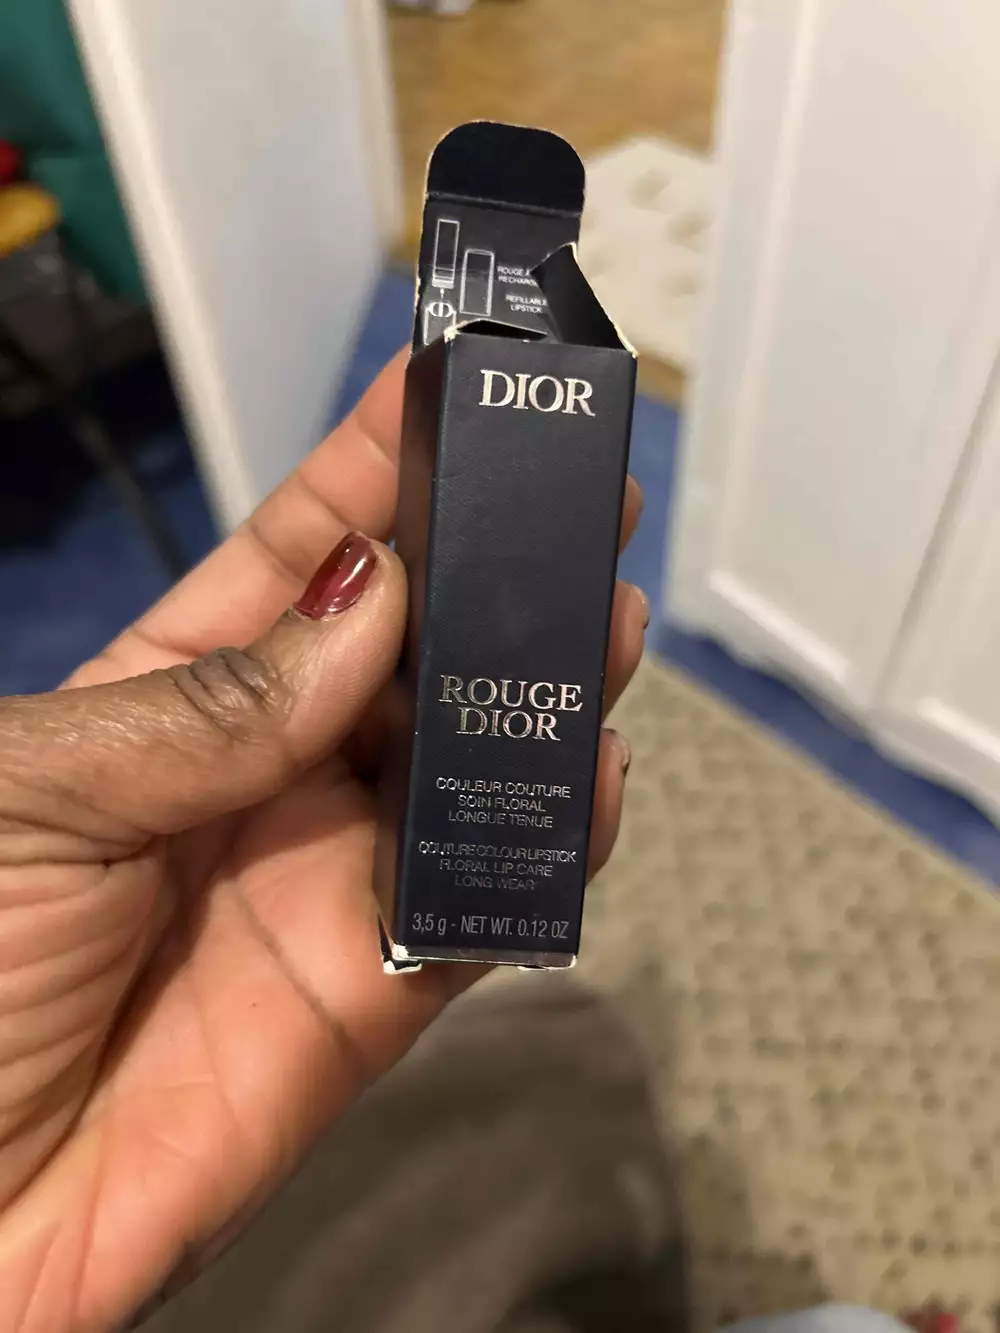 ROUGE À
REFILLABLE
LIPSTICK
DIOR
ROUGE
DIOR
COULEUR COUTURE
SOIN FLORAL
LONGUE TENUE
COUTURE COLOUR LIPSTICK
FLORAL LIP CARE
LONG WEAR
3,5 g - NET WT. 0.12 OZ